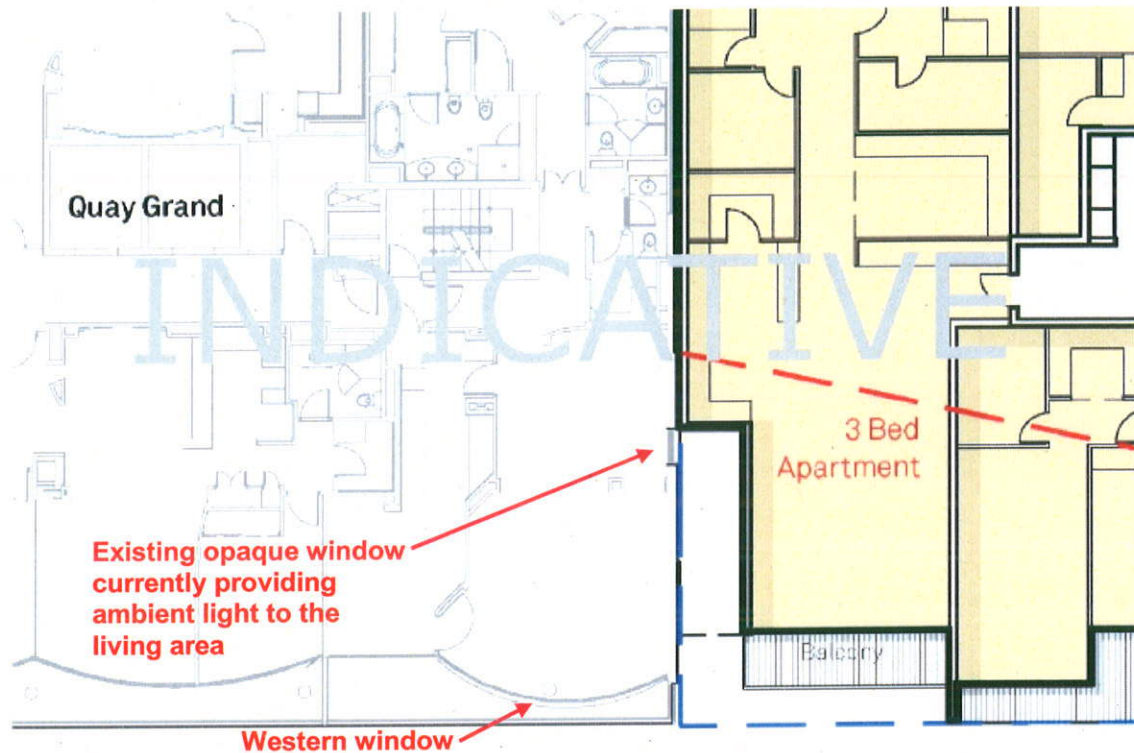 Quay Grand
INDICATIVE
3 Bed
Apartment
Existing opaque window
currently providing
ambient light to the
living area
Balcony
Western window